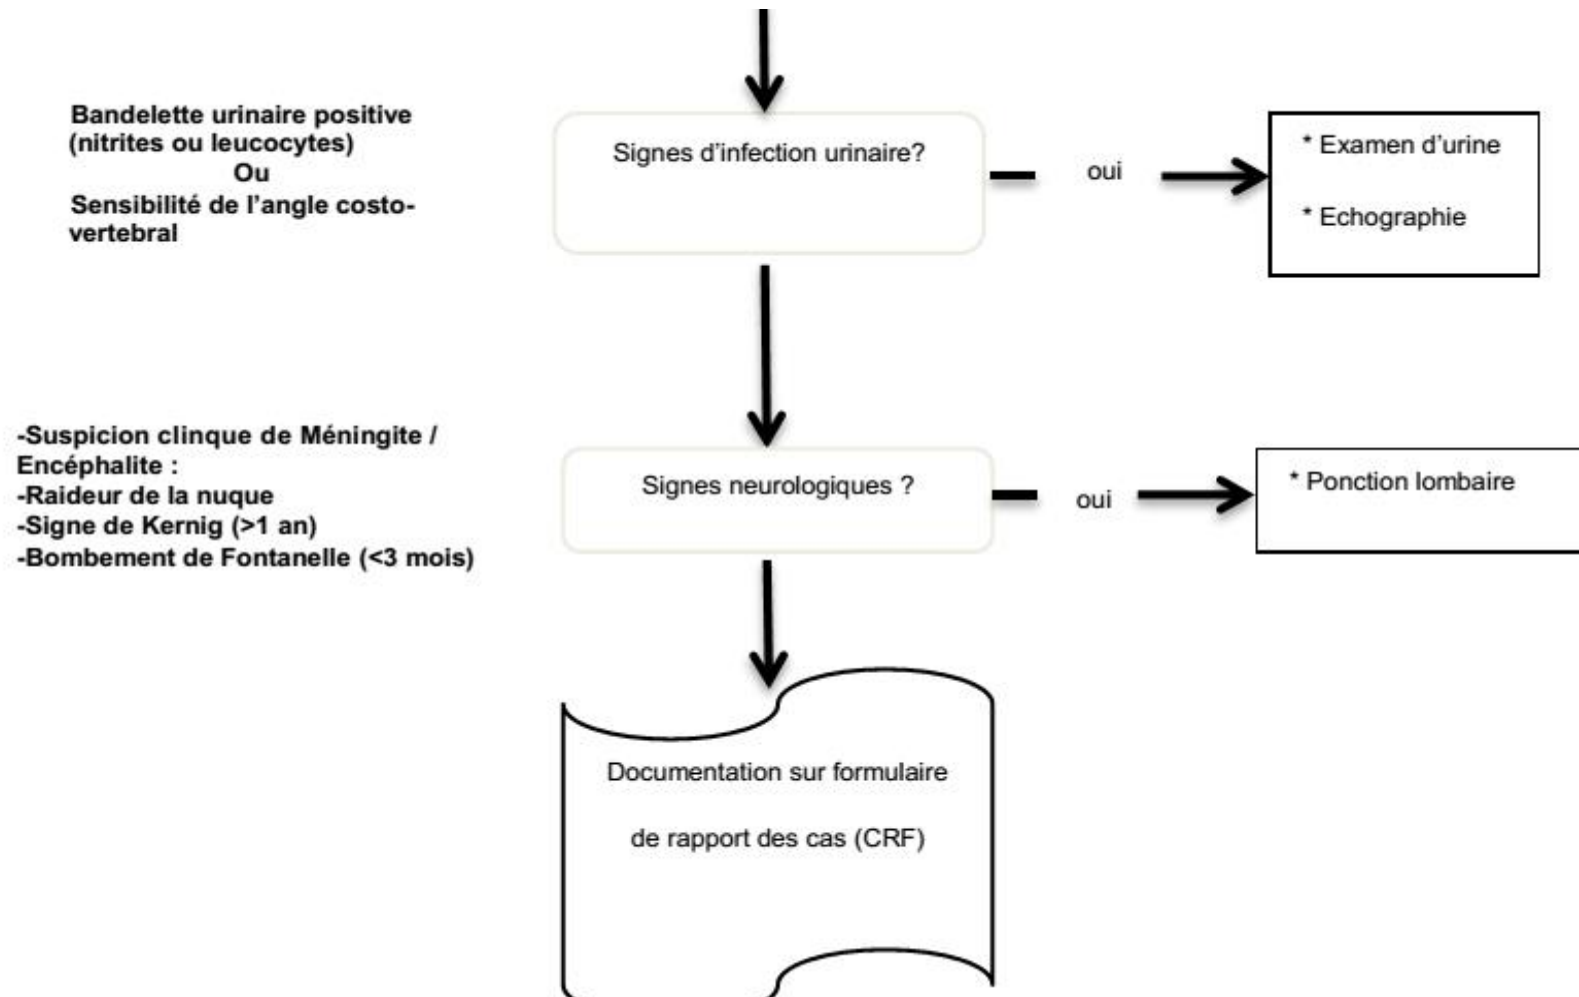 Bandelette urinaire positive
(nitrites ou leucocytes)
Ou
Sensibilité de l'angle costo-
vertebral
Signes d'infection urinaire?
oui
* Examen d'urine
* Echographie
-Suspicion clinque de Méningite /
Encéphalite :
-Raideur de la nuque
-Signe de Kernig (>1 an)
-Bombement de Fontanelle (<3 mois)
Signes neurologiques ?
oui
* Ponction lombaire
Documentation sur formulaire
de rapport des cas (CRF)